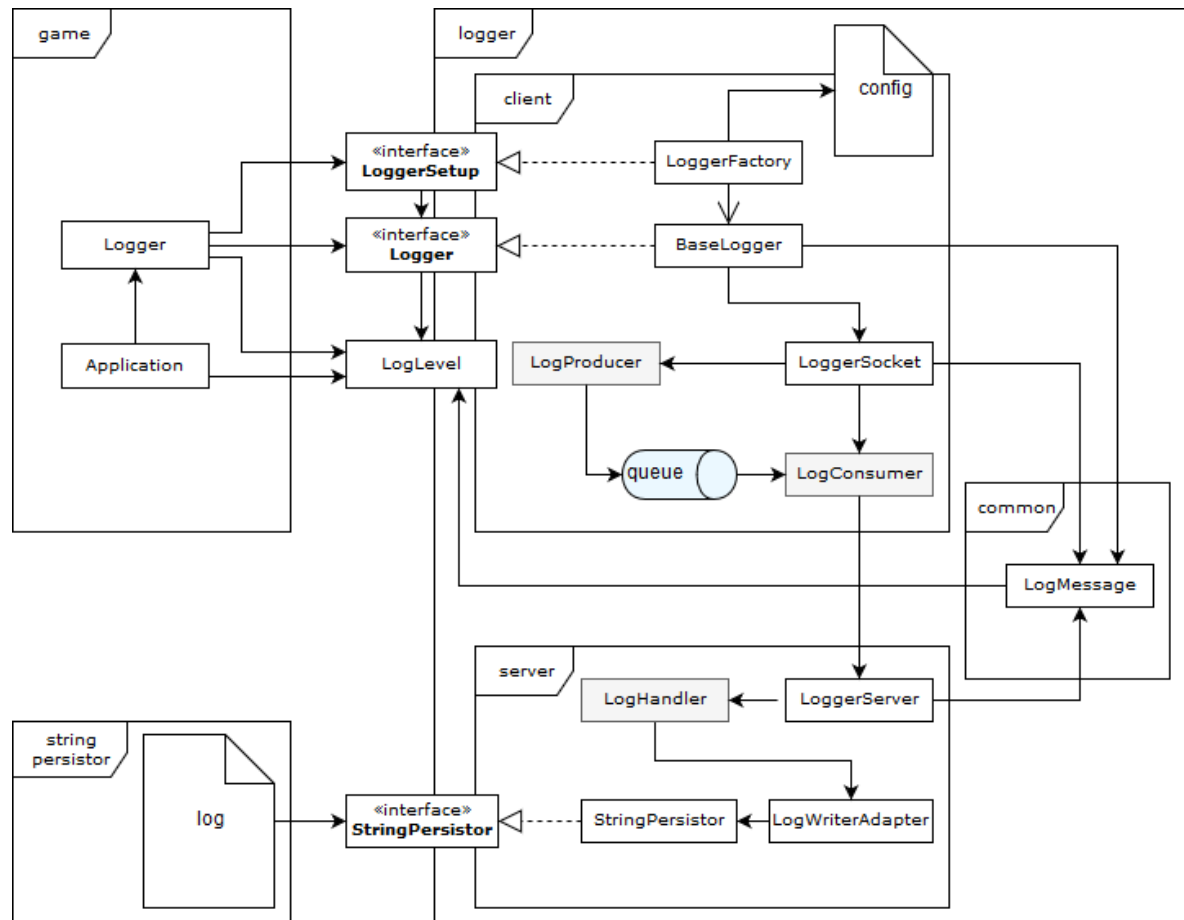 game
logger
client
config
«interface»
LoggerSetup
LoggerFactory
Logger
«interface»
Logger
BaseLogger
Application
LogLevel
LogProducer
LoggerSocket
queue
LogConsumer
common
LogMessage
server
LogHandler
LoggerServer
string
persistor
log
«interface»
StringPersistor
StringPersistor
LogWriterAdapter